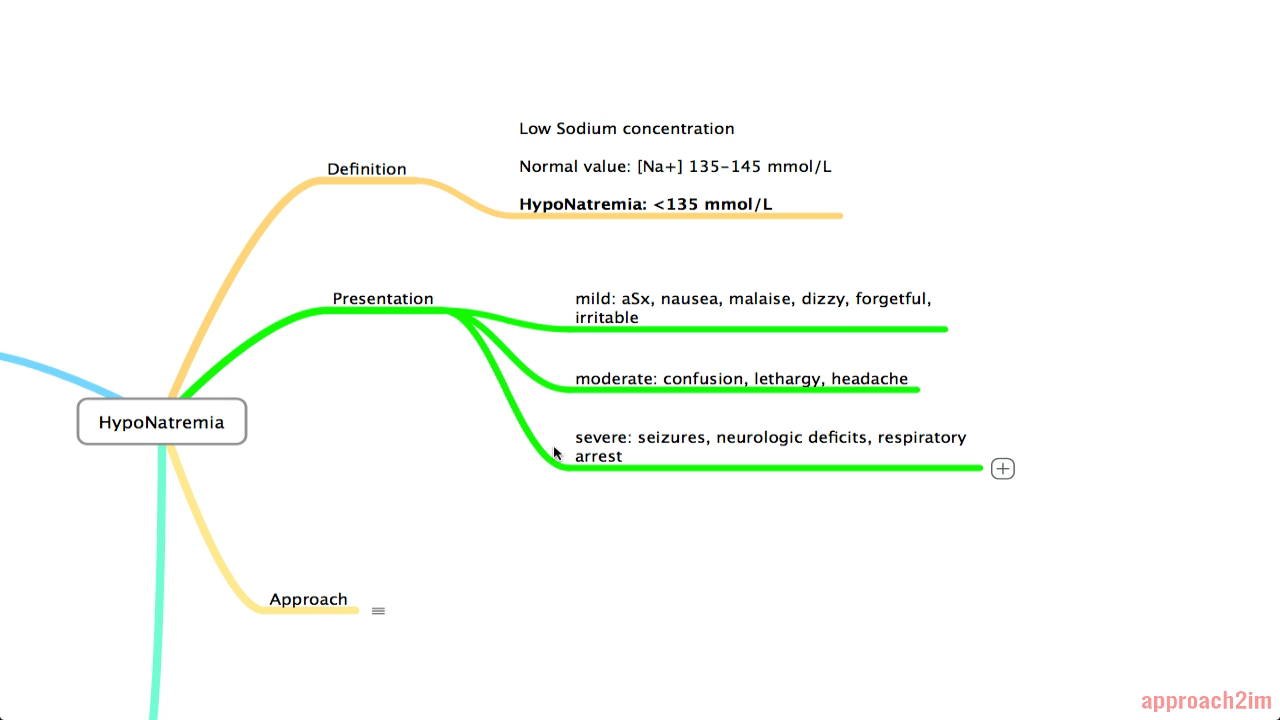 Low Sodium concentration
Definition
Normal value: [Na+] 135-145 mmol/L
HypoNatremia: <135 mmol/L
Presentation
mild: aSx, nausea, malaise, dizzy, forgetful,
irritable
moderate: confusion, lethargy, headache
HypoNatremia
severe: seizures, neurologic deficits, respiratory
arrest
Approach
approach2im